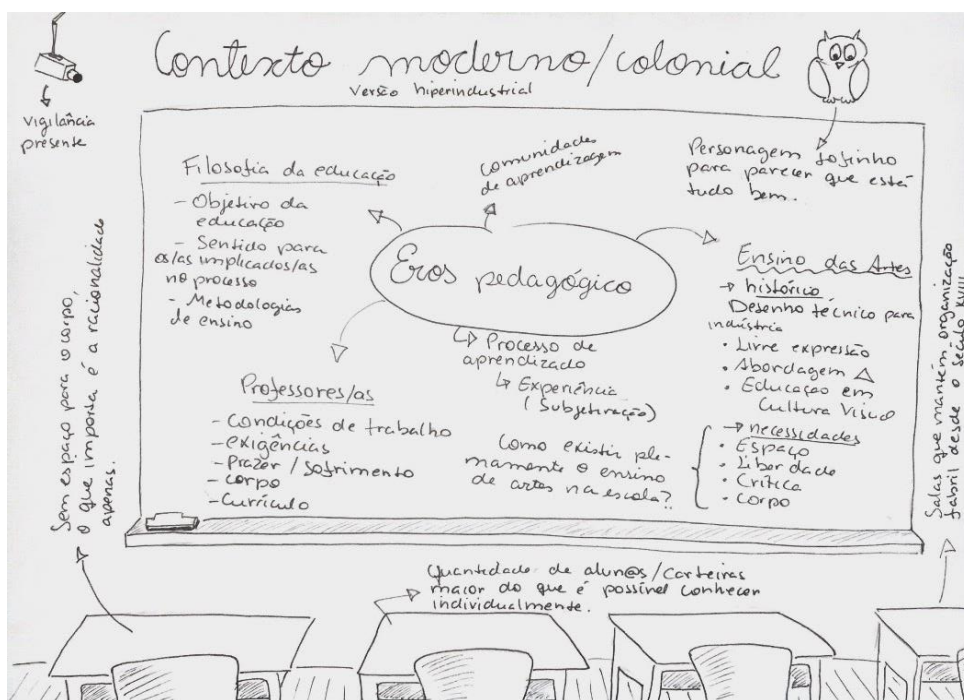 Contexto moderno/colonial
versão hiperindustrial
vigilância
presente
Personagem fofinho
para parecer que está
tudo bem.
Filosofia da educação
- Objetivo da
educação
- Sentido para
os/as implicados/as
no processo
- Metodologias
de ensino
comunidades
de aprendizagem
Eros pedagógico
Ensino das Artes
→ histórico
Desenho técnico para
indústria
• Livre expressão
• Abordagem △
• Educação em
Cultura Visual
→ necessidades
• Espaço
• Liberdade
• Crítica
• Corpo
↳ Processo de
aprendizado
↳ Experiência
(Subjetivação)
Professores/as
- Condições de trabalho
- exigências
- Prazer / Sofrimento
- corpo
- Currículo
Como existir ple-
namente o ensino
de artes na escola?
Sem espaço para o corpo,
o que importa é a racionalidade
apenas.
Salas que mantém organização
fabril desde o século XVIII
Quantidade de alun@s/carteiras
maior do que é possível conhecer
individualmente.